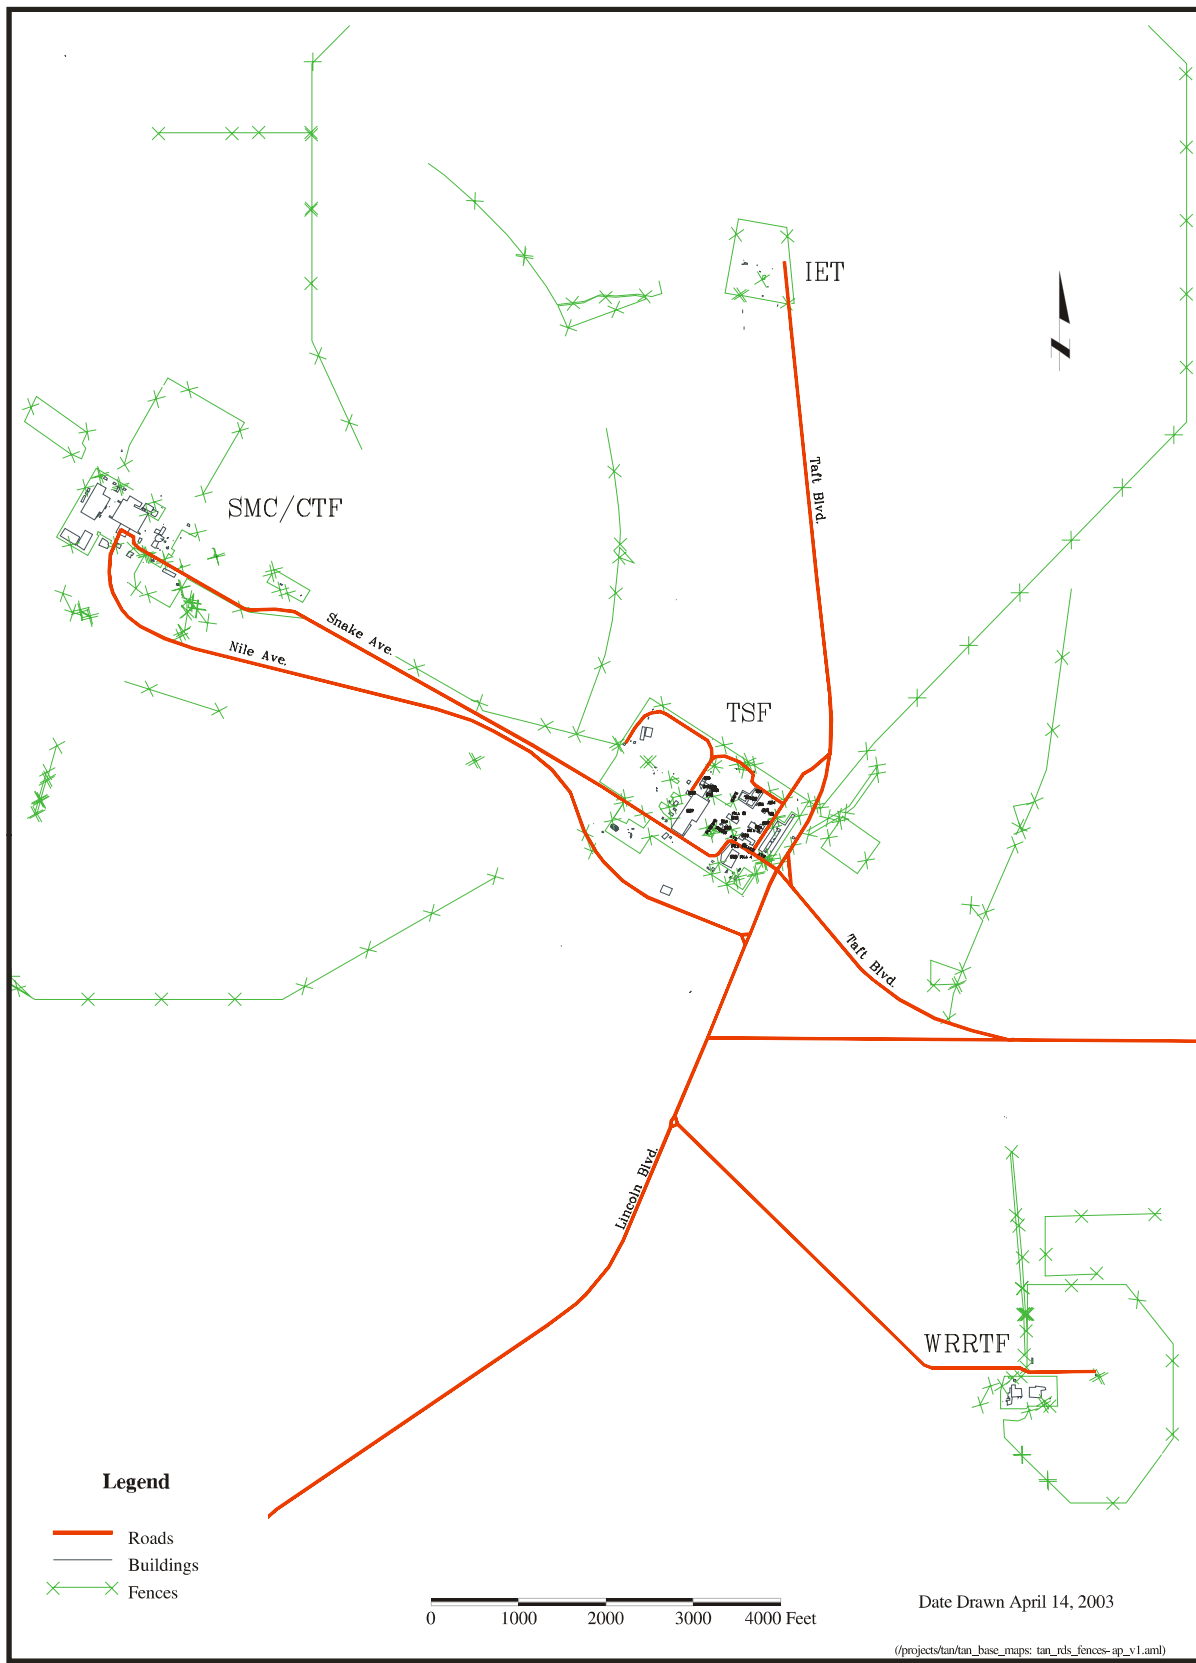 IET
Taft Blvd.
SMC/CTF
Snake Ave.
Nile Ave.
TSF
Taft Blvd.
Lincoln Blvd.
WRRTF
Legend
Roads
Buildings
Fences
0 1000 2000 3000 4000 Feet
Date Drawn April 14, 2003
(/projects/tan/tan_base_maps: tan_rds_fences-ap_v1.aml)